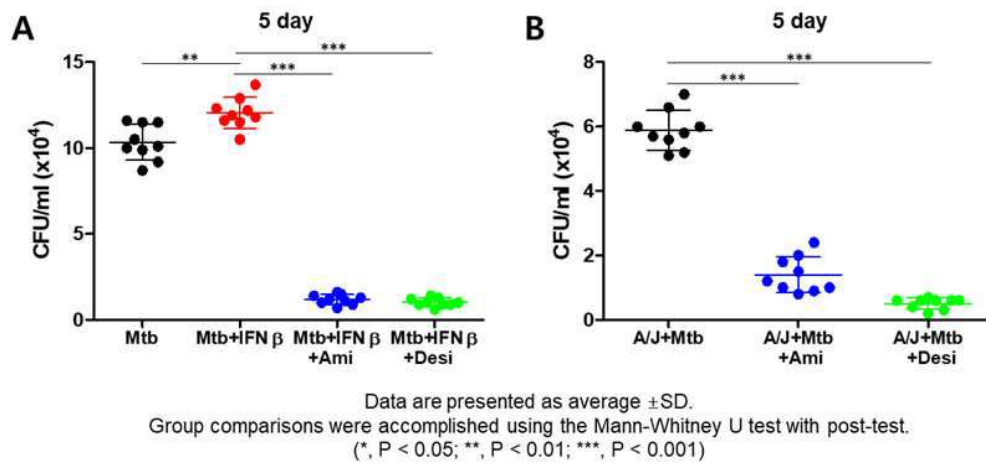 A
5 day
**
***
***
CFU/ml (x10⁴)
15
10
5
0
Mtb
Mtb+IFN β
Mtb+IFN β
+Ami
Mtb+IFN β
+Desi
B
5 day
***
***
CFU/ml (x10⁴)
8
6
4
2
0
A/J+Mtb
A/J+Mtb
+Ami
A/J+Mtb
+Desi
Data are presented as average ±SD.
Group comparisons were accomplished using the Mann-Whitney U test with post-test.
(*, P < 0.05; **, P < 0.01; ***, P < 0.001)